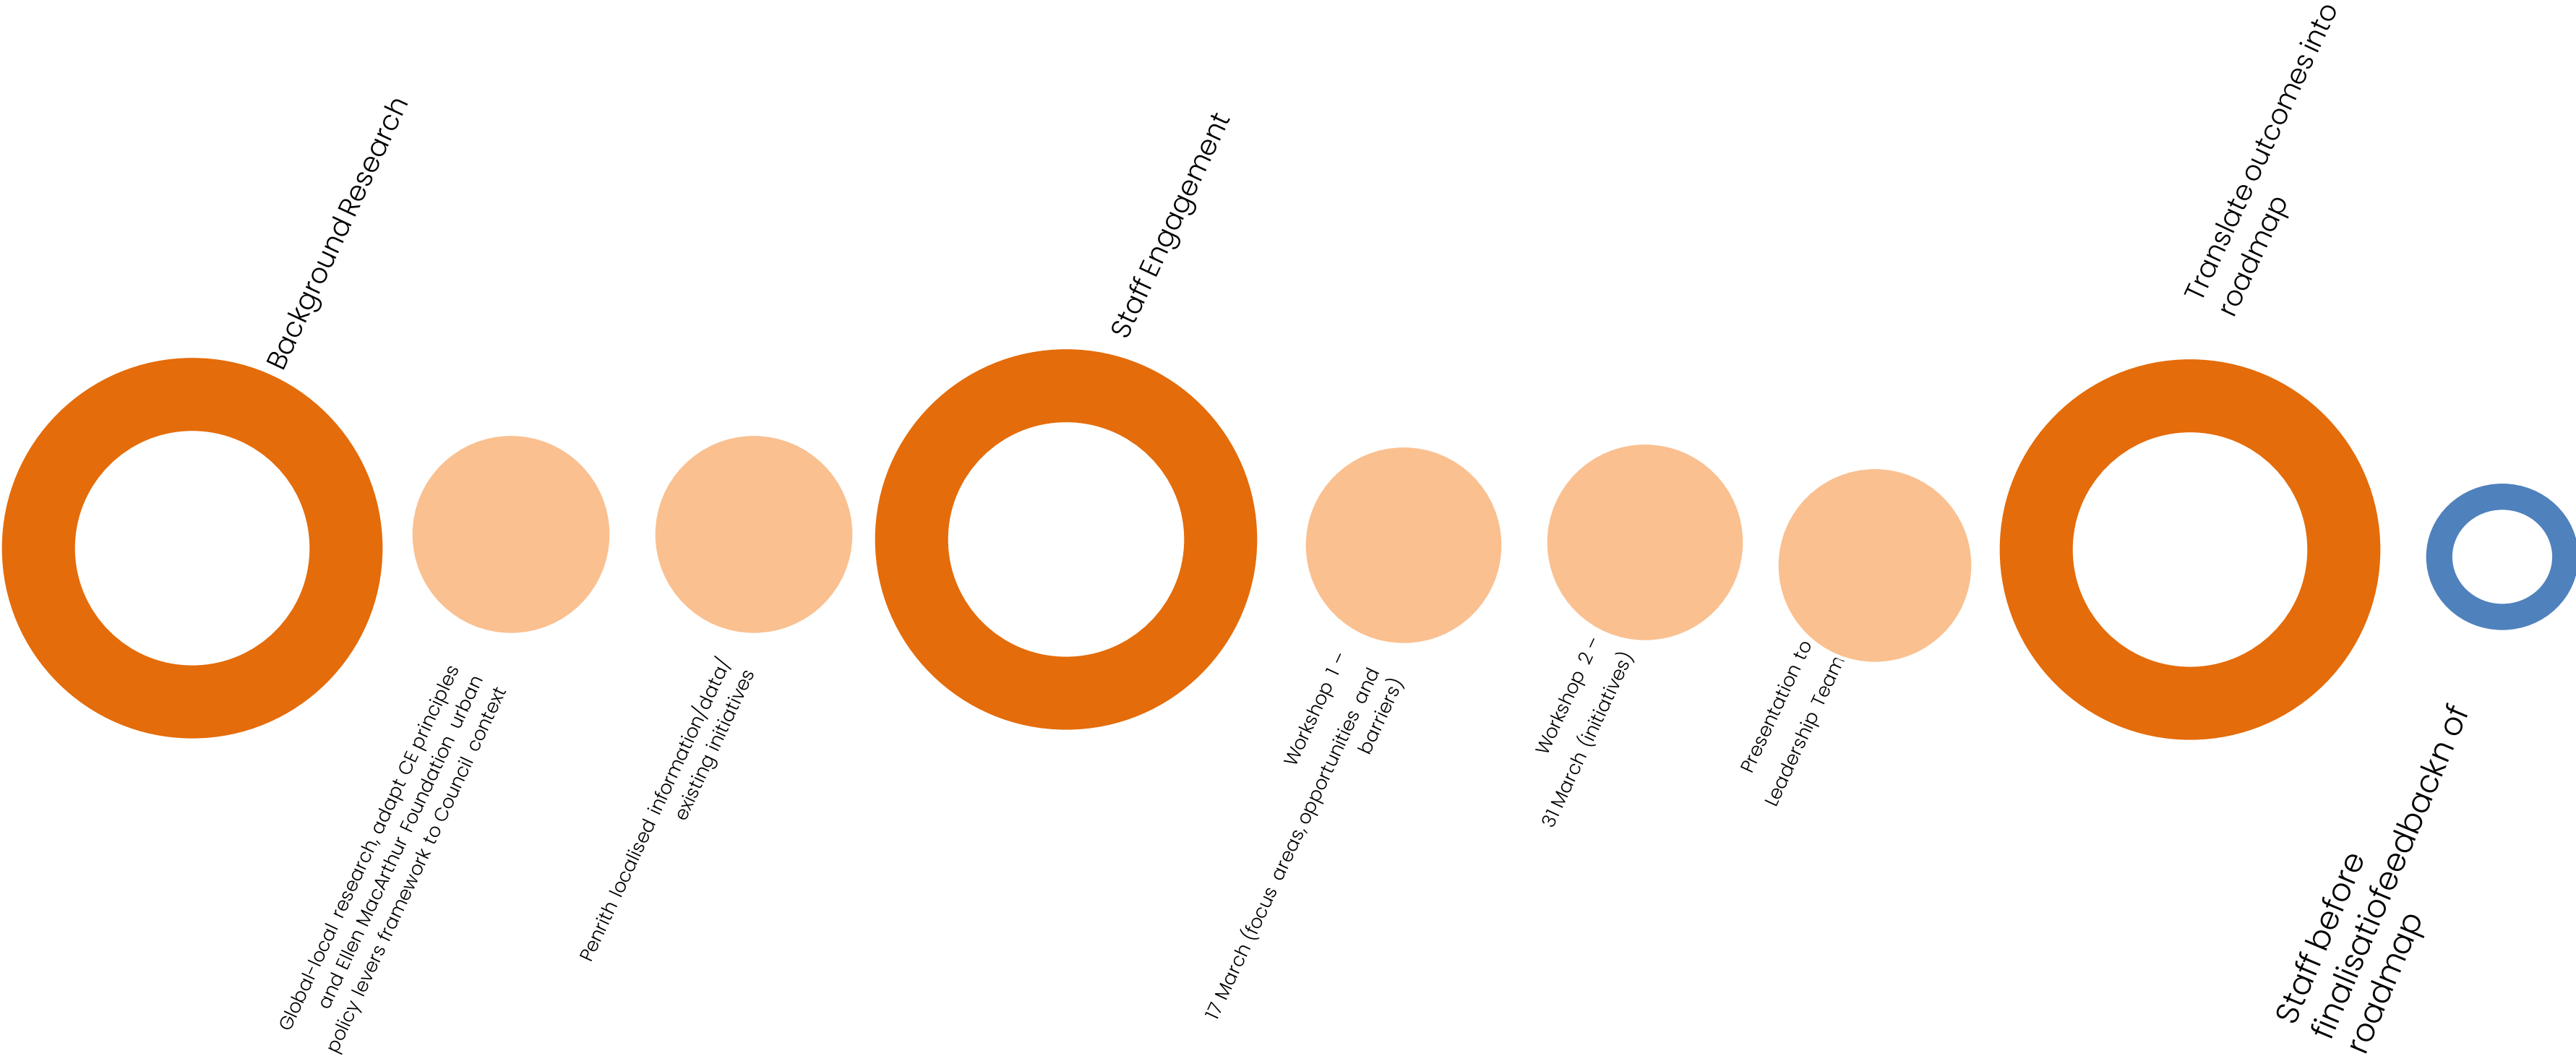 Background Research
Global-local research, adapt CE principles
and Ellen MacArthur Foundation urban
policy levers framework to Council context
Penrith localised information/data/
existing initiatives
Staff Engagement
Workshop 1 –
17 March (focus areas, opportunities and
barriers)
Workshop 2 –
31 March (initiatives)
Presentation to
Leadership Team
Translate outcomes into
roadmap
Staff before
finalisatiofeedbackn of
roadmap